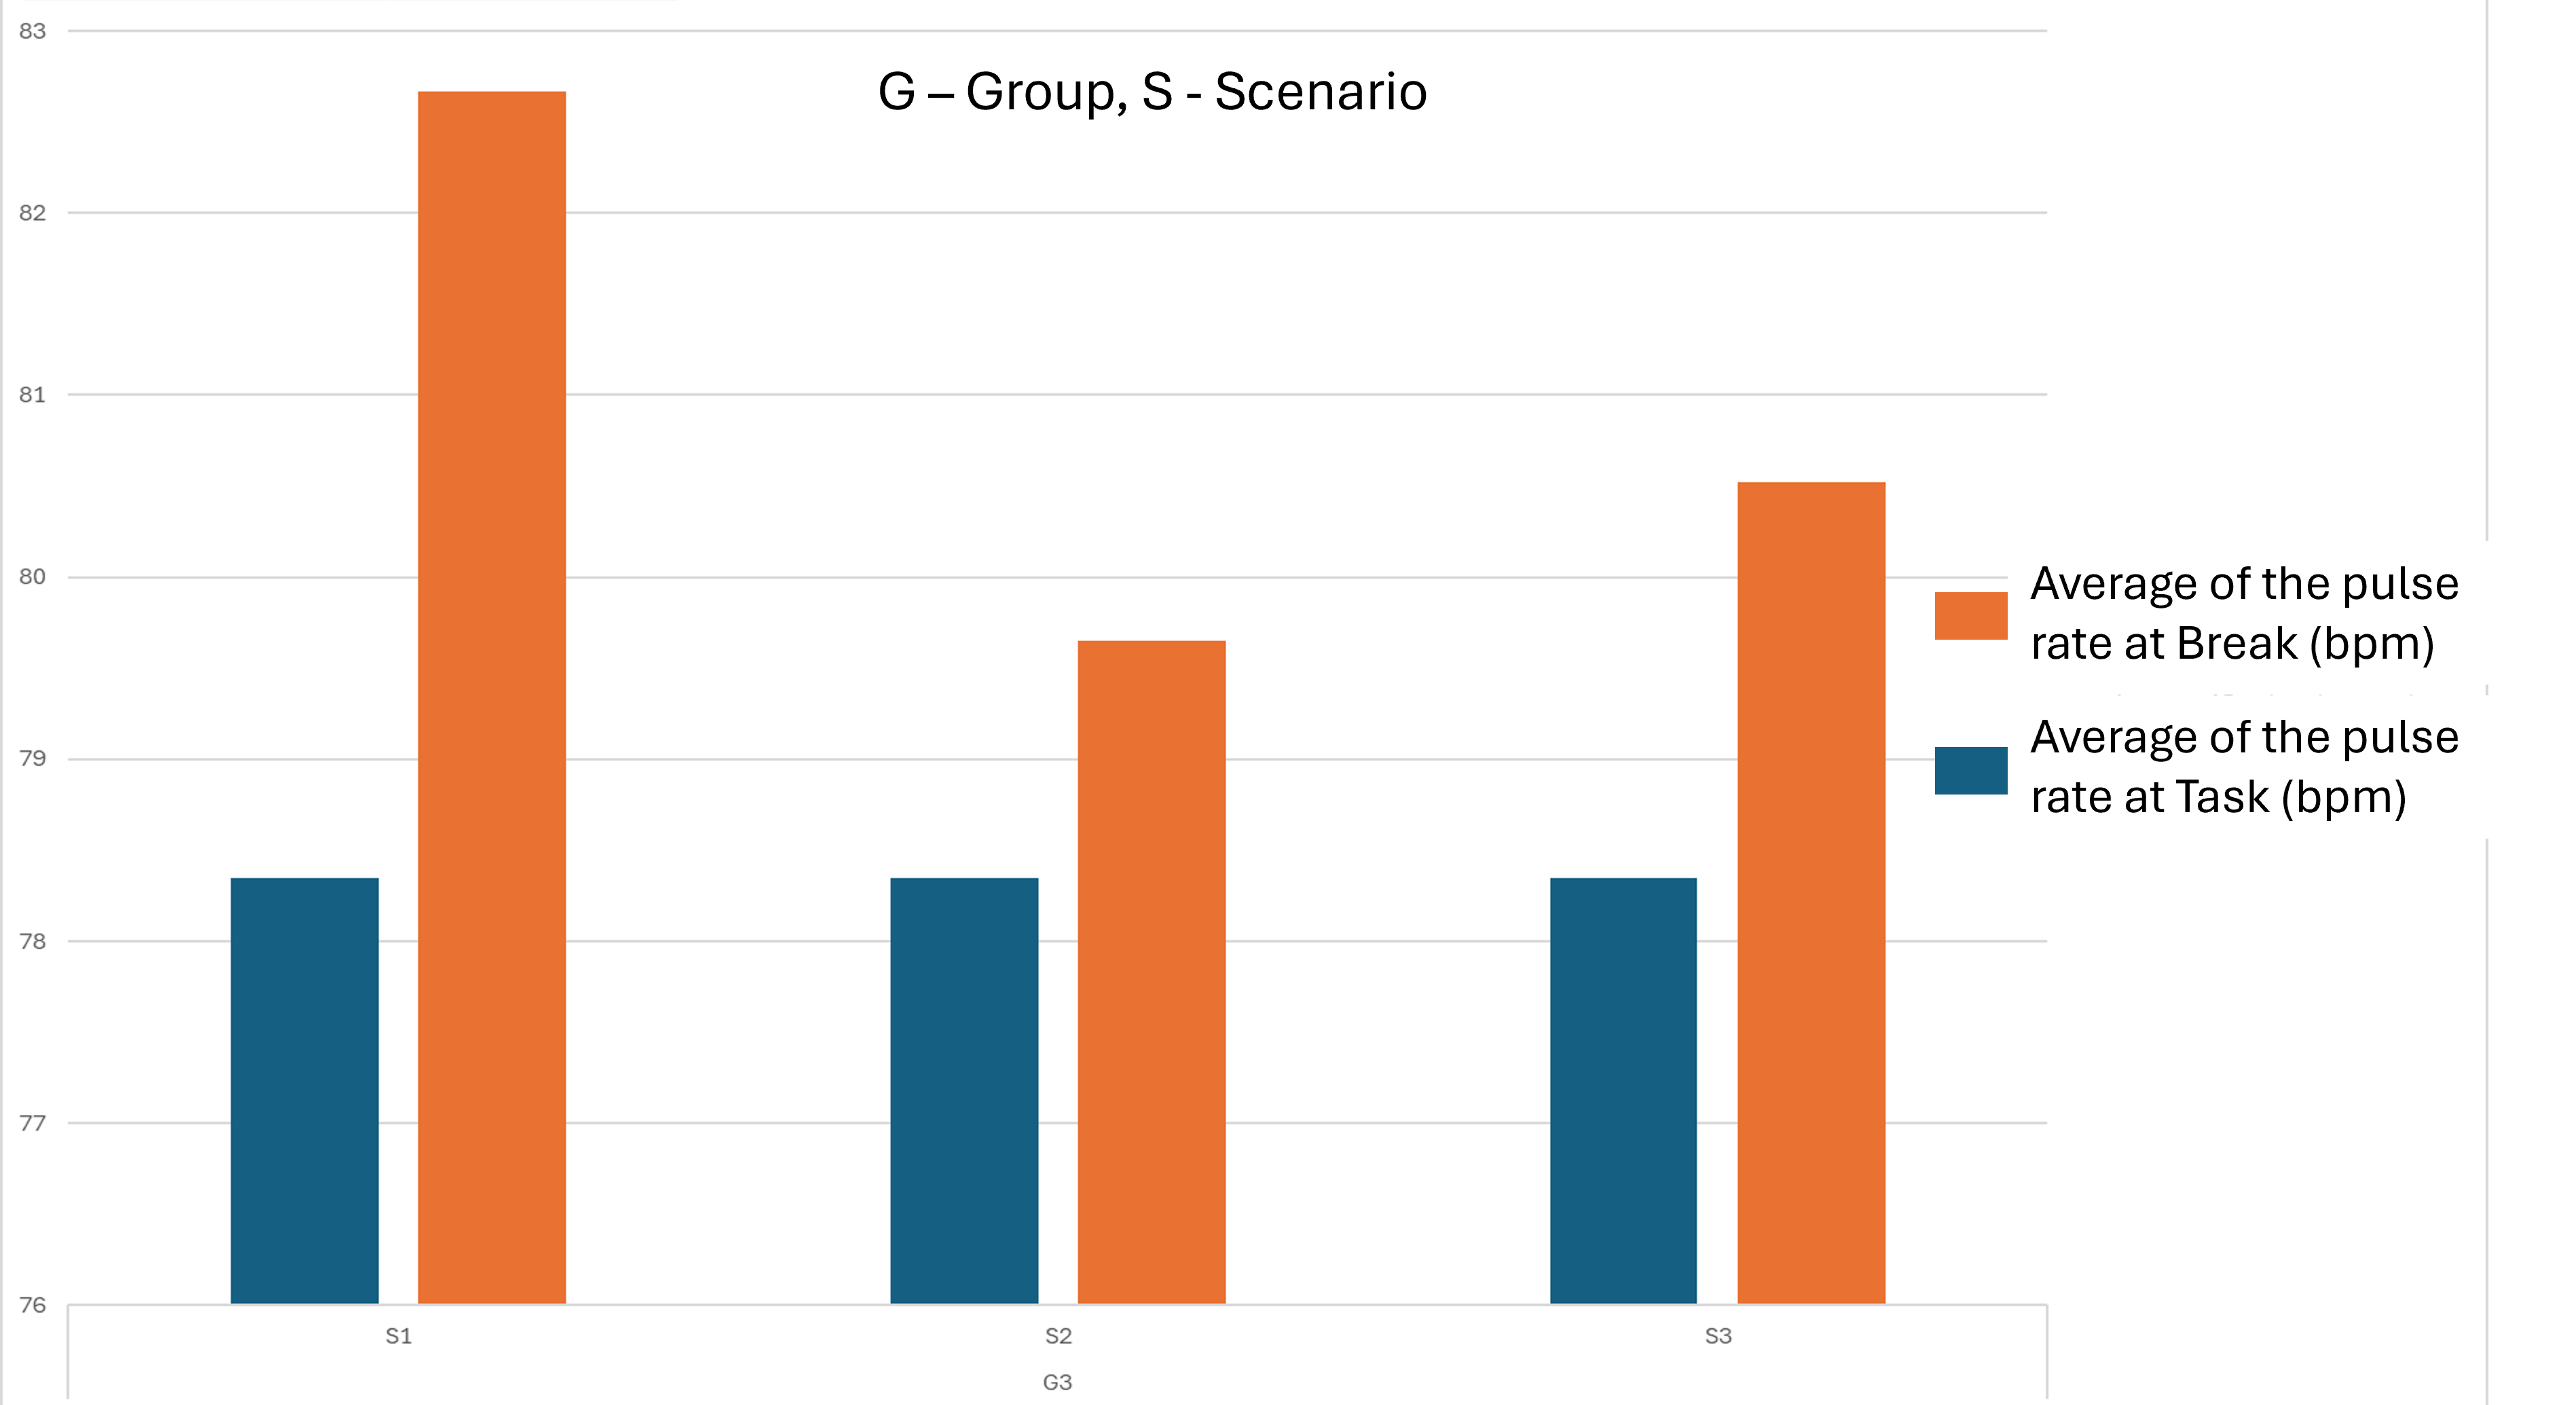 83
G – Group, S - Scenario
82
81
80
Average of the pulse
rate at Break (bpm)
79
Average of the pulse
rate at Task (bpm)
78
77
76
S1 S2 S3
G3